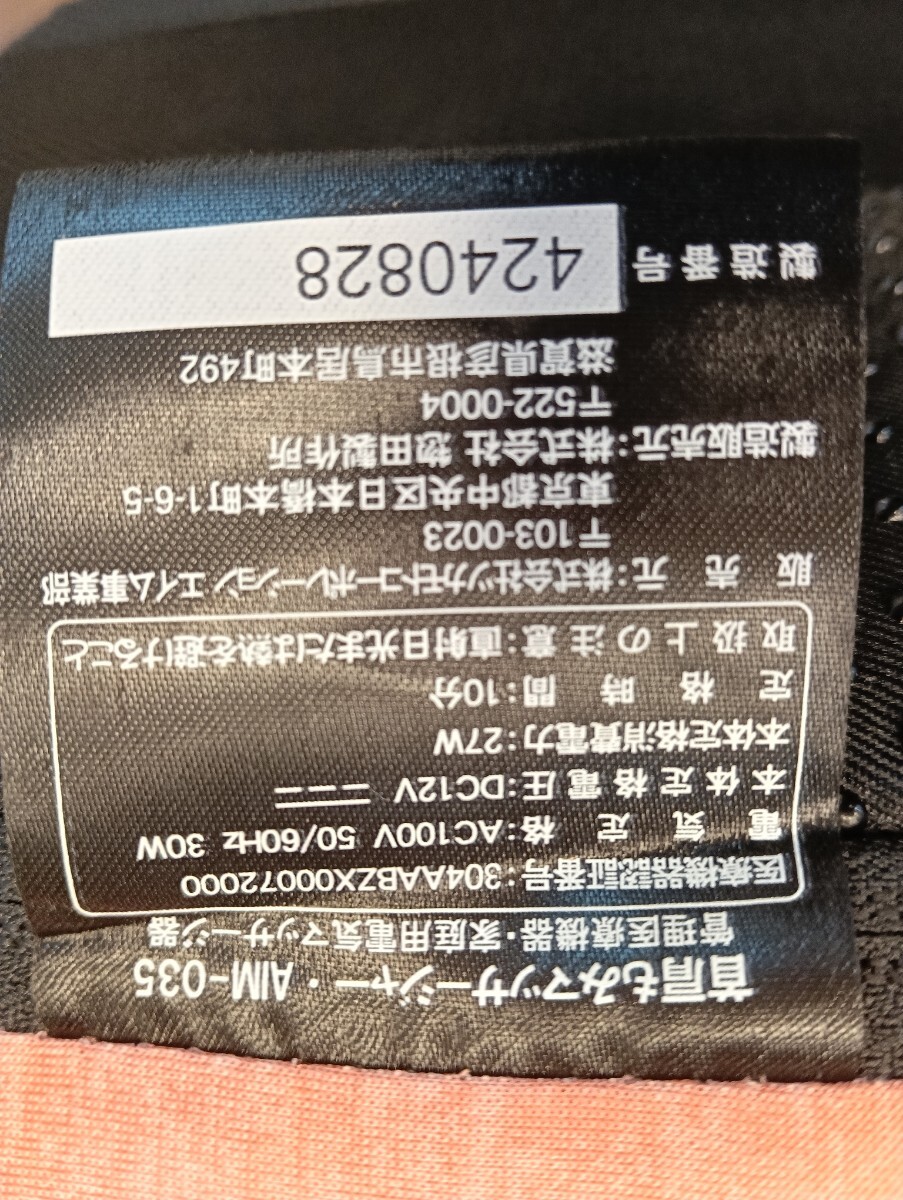 首肩もみマッサージャー・AIM-035
管理医療機器・家庭用電気マッサージ器
医療機器認証番号:304AABZX00072000
電気定格:AC100V 50/60Hz 30W
本体定格電圧:DC12V
本体定格消費電力:27W
定格時間:10分
取扱上の注意:直射日光または熱を避けること
販売元:株式会社ツカモトコーポレーション エイム事業部
〒103-0023
東京都中央区日本橋本町1-6-5
製造販売元:株式会社 惣田製作所
〒522-0004
滋賀県彦根市鳥居本町492
製造番号 4240828